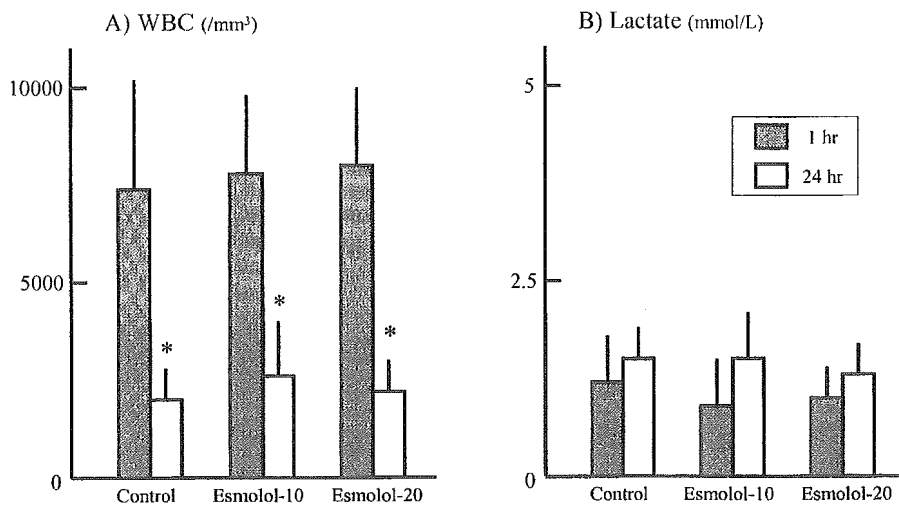 A) WBC (/mm³)
10000
5000
0
*
*
*
Control
Esmolol-10
Esmolol-20
B) Lactate (mmol/L)
5
2.5
0
1 hr
24 hr
Control
Esmolol-10
Esmolol-20